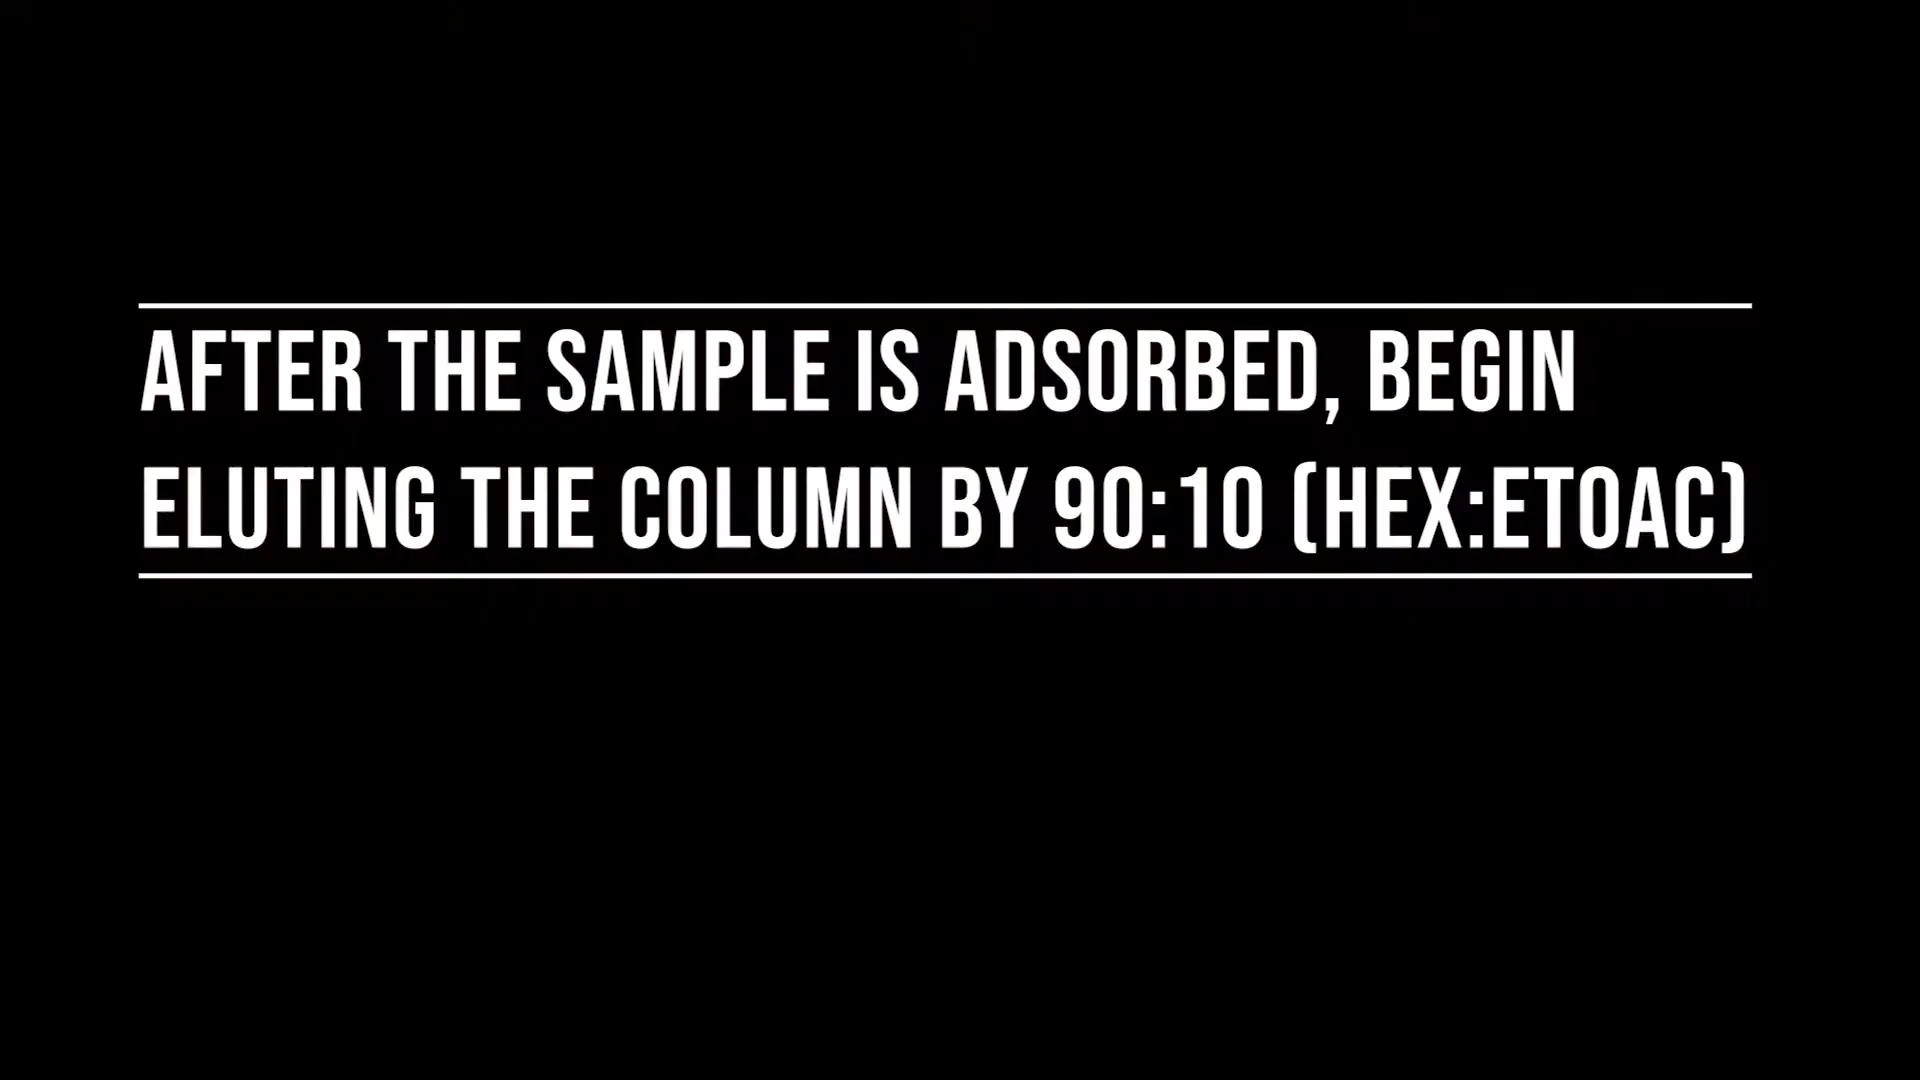 AFTER THE SAMPLE IS ADSORBED, BEGIN
ELUTING THE COLUMN BY 90:10 (HEX:ETOAC)